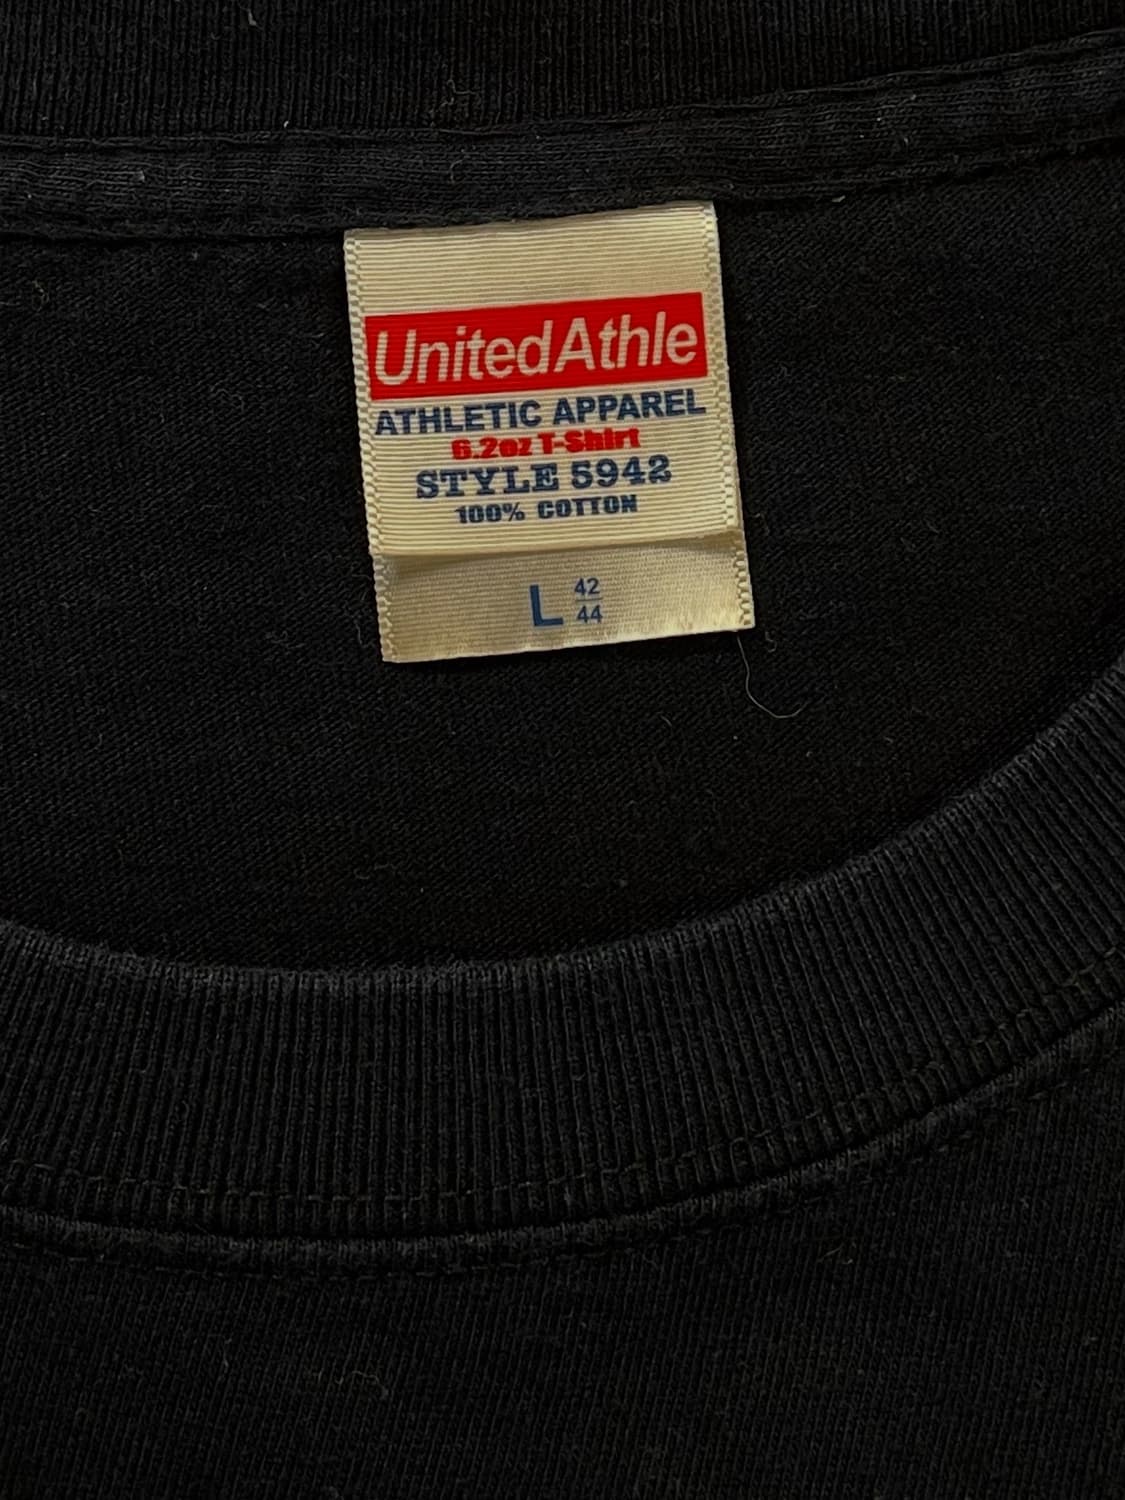 UnitedAthle
ATHLETIC APPAREL
6.2oz T-Shirt
STYLE 5942
100% COTTON
L 42
44